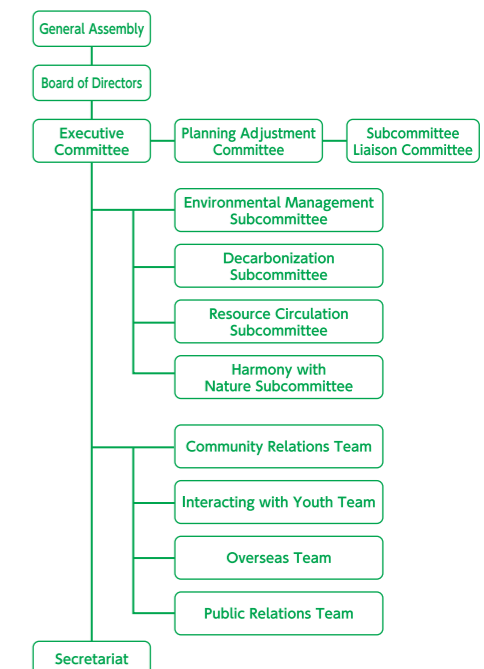 General Assembly
Board of Directors
Executive
Committee
Planning Adjustment
Committee
Subcommittee
Liaison Committee
Environmental Management
Subcommittee
Decarbonization
Subcommittee
Resource Circulation
Subcommittee
Harmony with
Nature Subcommittee
Community Relations Team
Interacting with Youth Team
Overseas Team
Public Relations Team
Secretariat